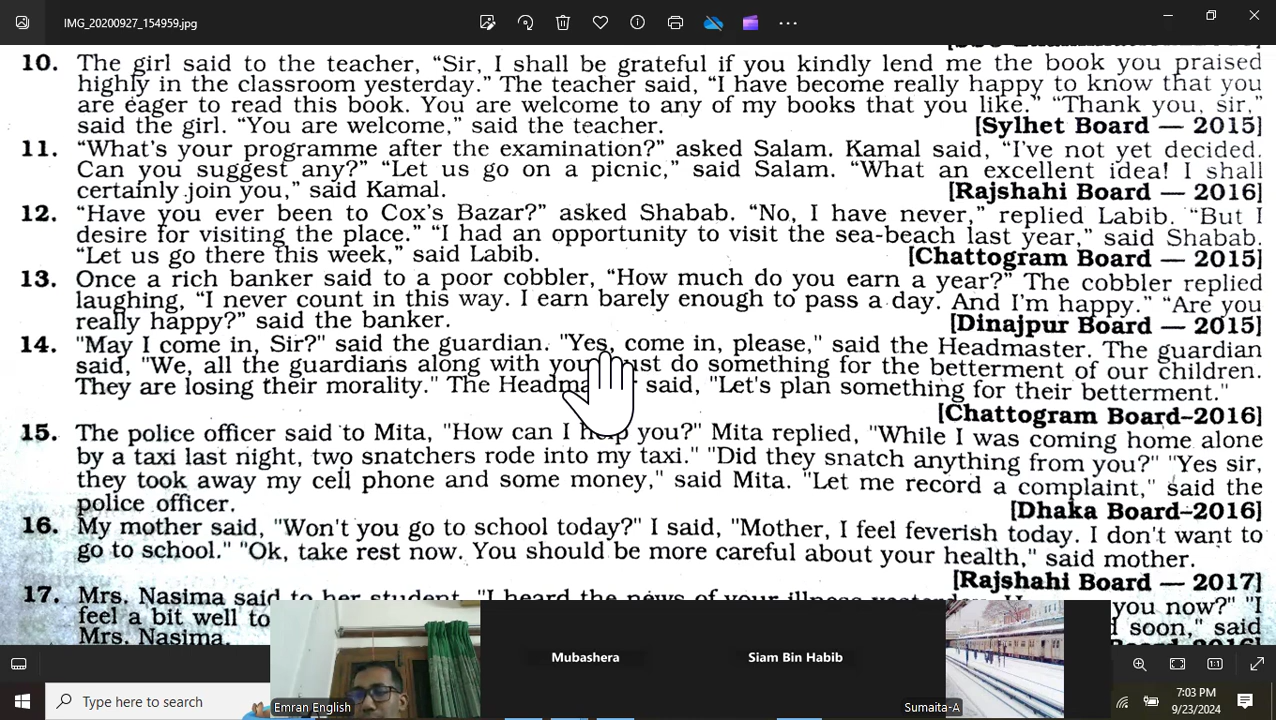 IMG_20200927_154959.jpg
10. The girl said to the teacher, “Sir, I shall be grateful if you kindly lend me the book you praised
highly in the classroom yesterday.” The teacher said, “I have become really happy to know that you
are eager to read this book. You are welcome to any of my books that you like.” “Thank you, sir,”
said the girl. “You are welcome,” said the teacher. [Sylhet Board — 2015]
11. “What’s your programme after the examination?” asked Salam. Kamal said, “I’ve not yet decided.
Can you suggest any?” “Let us go on a picnic,” said Salam. “What an excellent idea! I shall
certainly join you,” said Kamal. [Rajshahi Board — 2016]
12. “Have you ever been to Cox’s Bazar?” asked Shabab. “No, I have never,” replied Labib. “But I
desire for visiting the place.” “I had an opportunity to visit the sea-beach last year,” said Shabab.
“Let us go there this week,” said Labib. [Chattogram Board — 2015]
13. Once a rich banker said to a poor cobbler, “How much do you earn a year?” The cobbler replied
laughing, “I never count in this way. I earn barely enough to pass a day. And I’m happy.” “Are you
really happy?” said the banker. [Dinajpur Board — 2015]
14. "May I come in, Sir?" said the guardian. "Yes, come in, please," said the Headmaster. The guardian
said, "We, all the guardians along with you must do something for the betterment of our children.
They are losing their morality." The Headmaster said, "Let's plan something for their betterment."
[Chattogram Board-2016]
15. The police officer said to Mita, "How can I help you?" Mita replied, "While I was coming home alone
by a taxi last night, two snatchers rode into my taxi." "Did they snatch anything from you?" "Yes sir,
they took away my cell phone and some money," said Mita. "Let me record a complaint," said the
police officer. [Dhaka Board-2016]
16. My mother said, "Won't you go to school today?" I said, "Mother, I feel feverish today. I don't want to
go to school." "Ok, take rest now. You should be more careful about your health," said mother.
[Rajshahi Board — 2017]
17. Mrs. Nasima said to her student, "I heard the news of your illness yesterday. you now?" "I
feel a bit well to soon," said
Mrs. Nasima.
Emran English
Mubashera
Siam Bin Habib
Sumaita-A
Type here to search
7:03 PM
9/23/2024